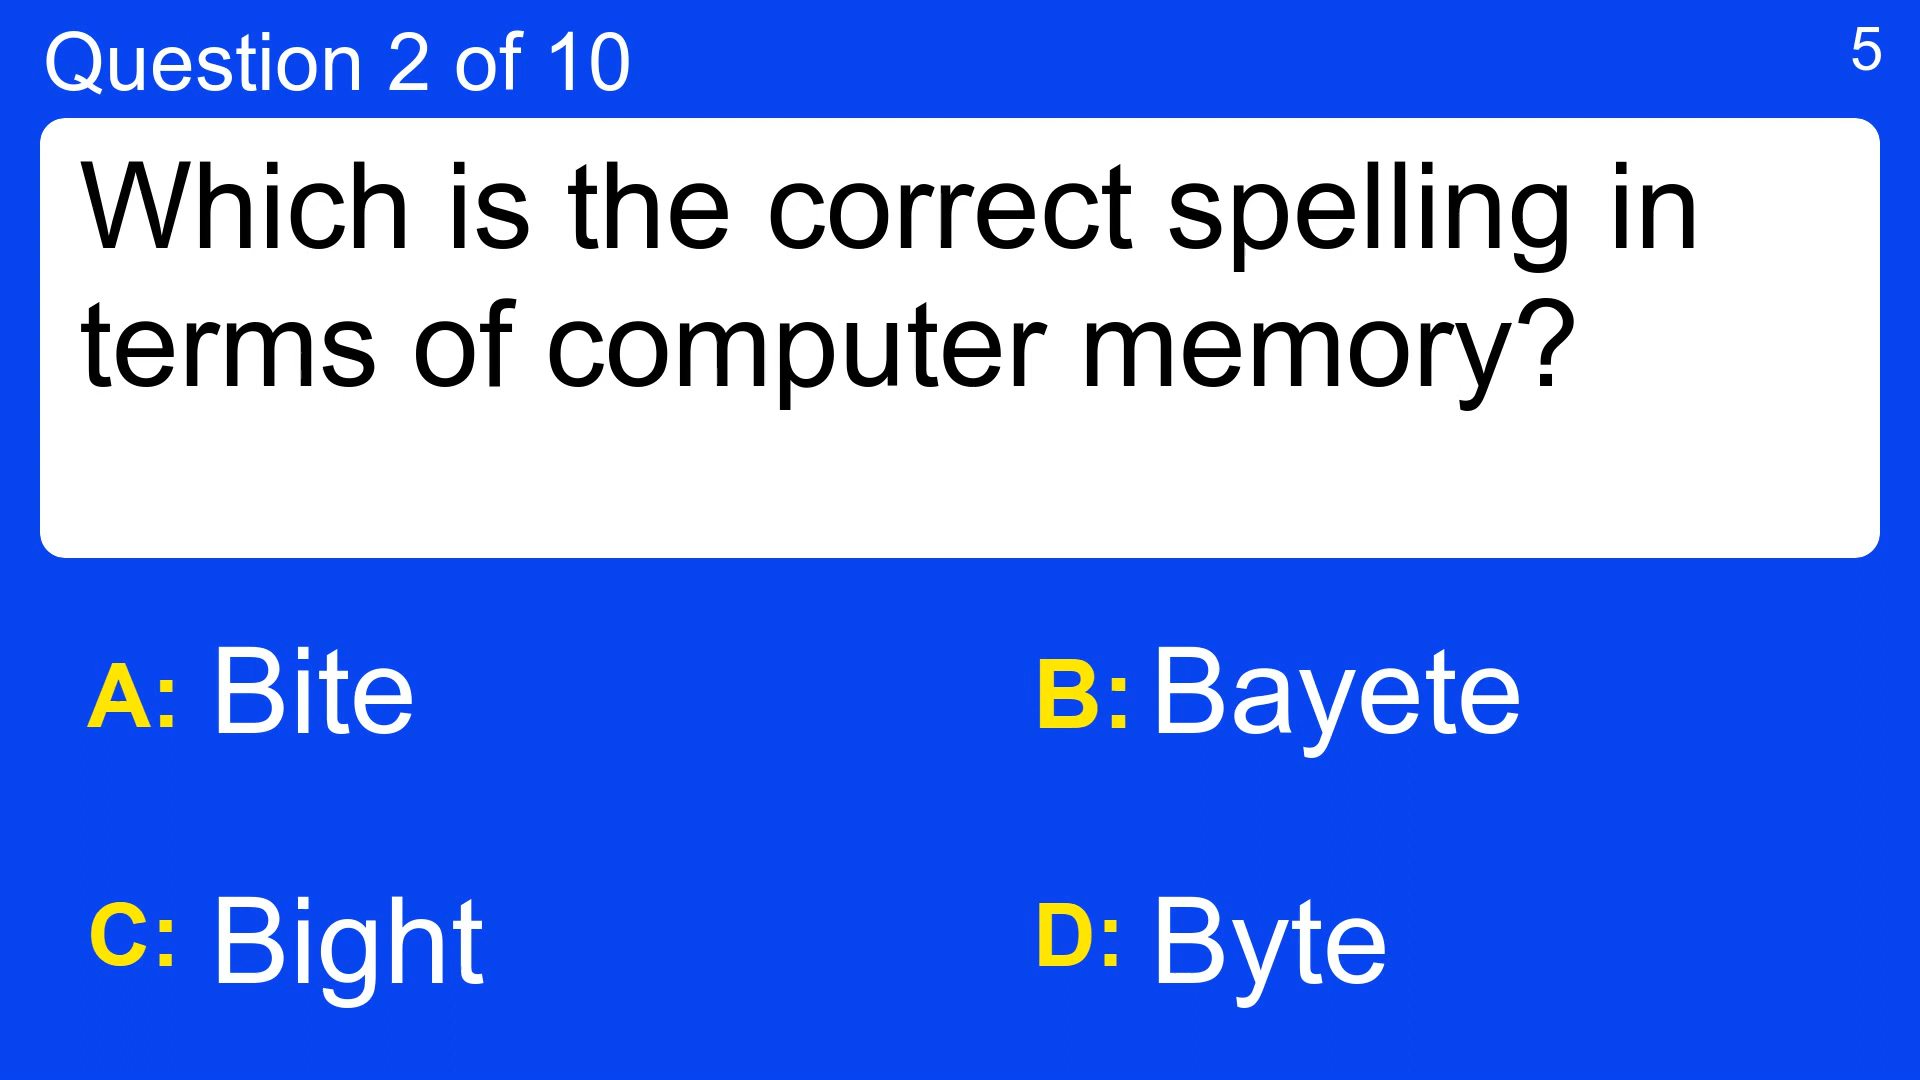 Question 2 of 10
5
Which is the correct spelling in
terms of computer memory?
A: Bite
B: Bayete
C: Bight
D: Byte